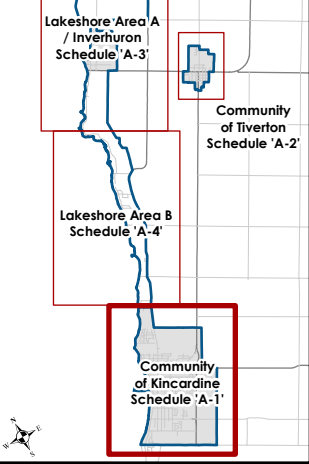 Lakeshore Area A
/ Inverhuron
Schedule 'A-3'
Community
of Tiverton
Schedule 'A-2'
Lakeshore Area B
Schedule 'A-4'
Community
of Kincardine
Schedule 'A-1'
N
E
W
S